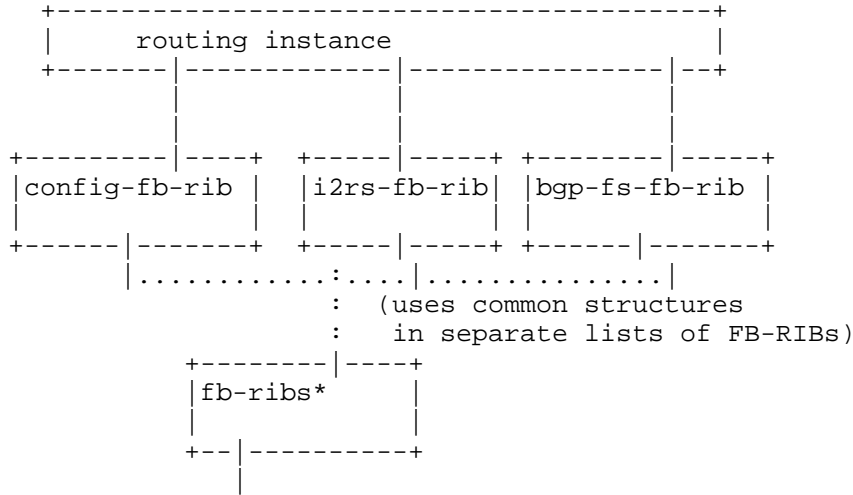 routing instance
config-fb-rib i2rs-fb-rib bgp-fs-fb-rib
(uses common structures
in separate lists of FB-RIBs)
fb-ribs*